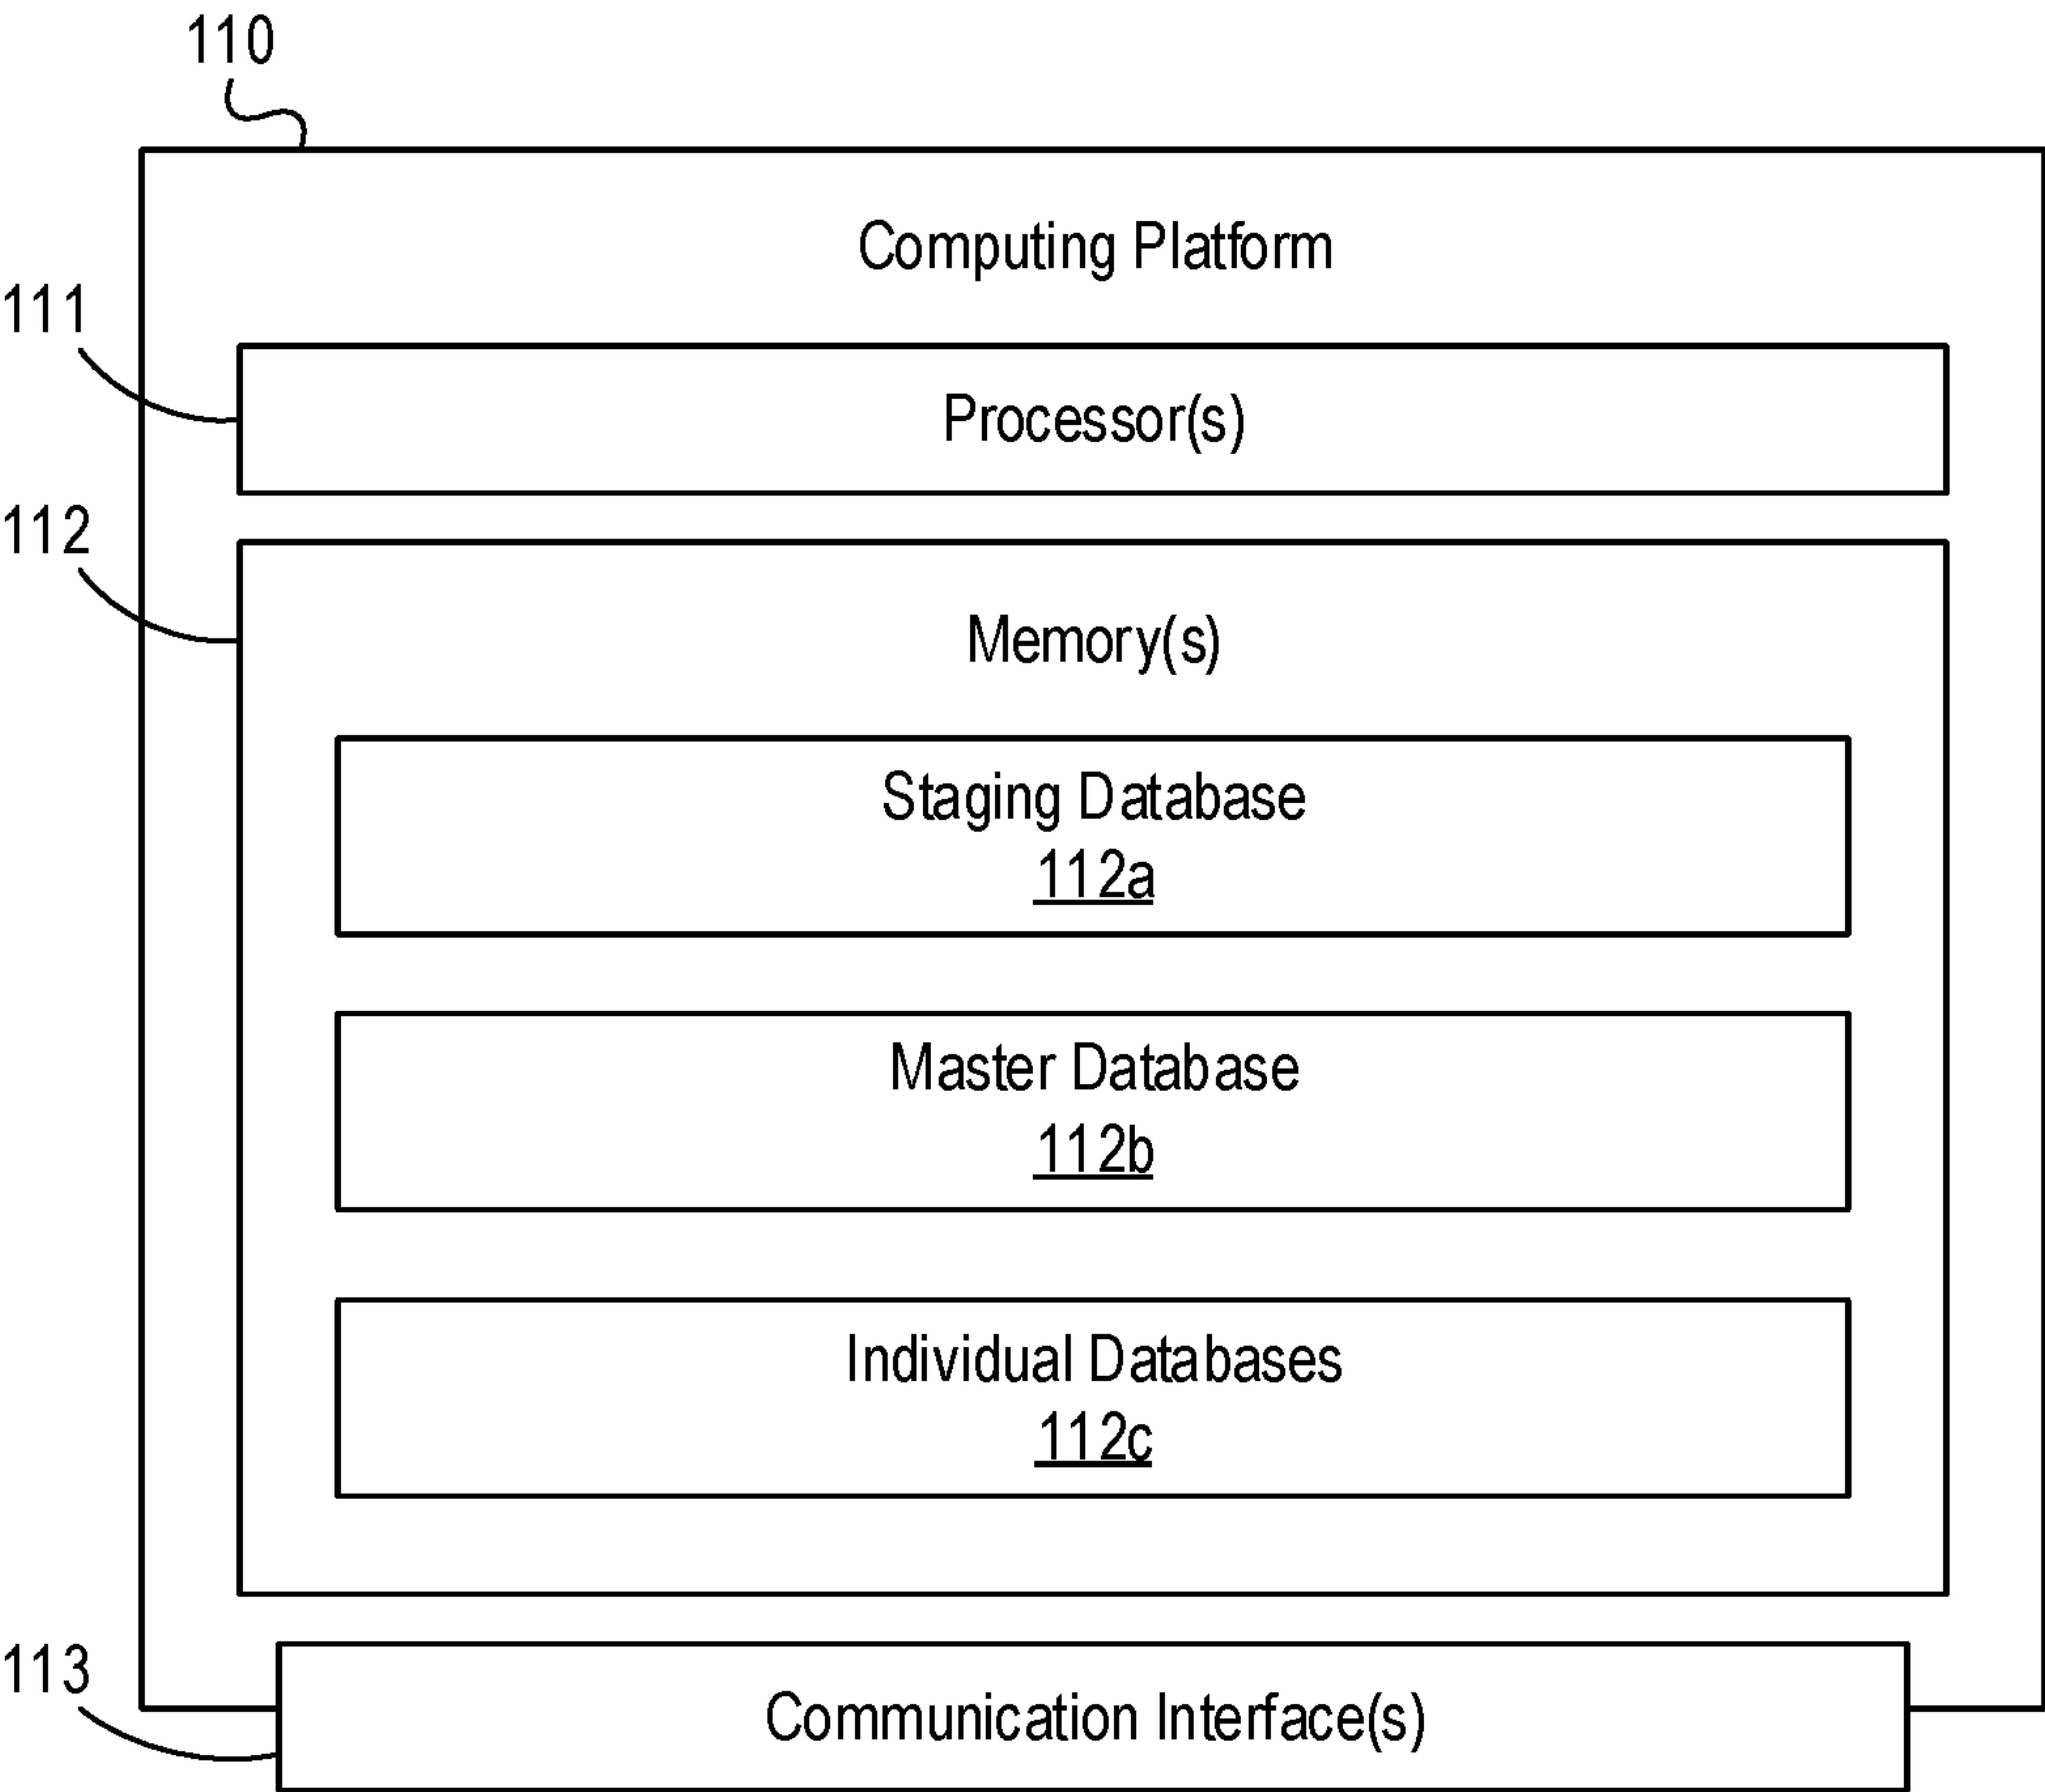 110
Computing Platform
111
Processor(s)
112
Memory(s)
Staging Database
112a
Master Database
112b
Individual Databases
112c
113
Communication Interface(s)